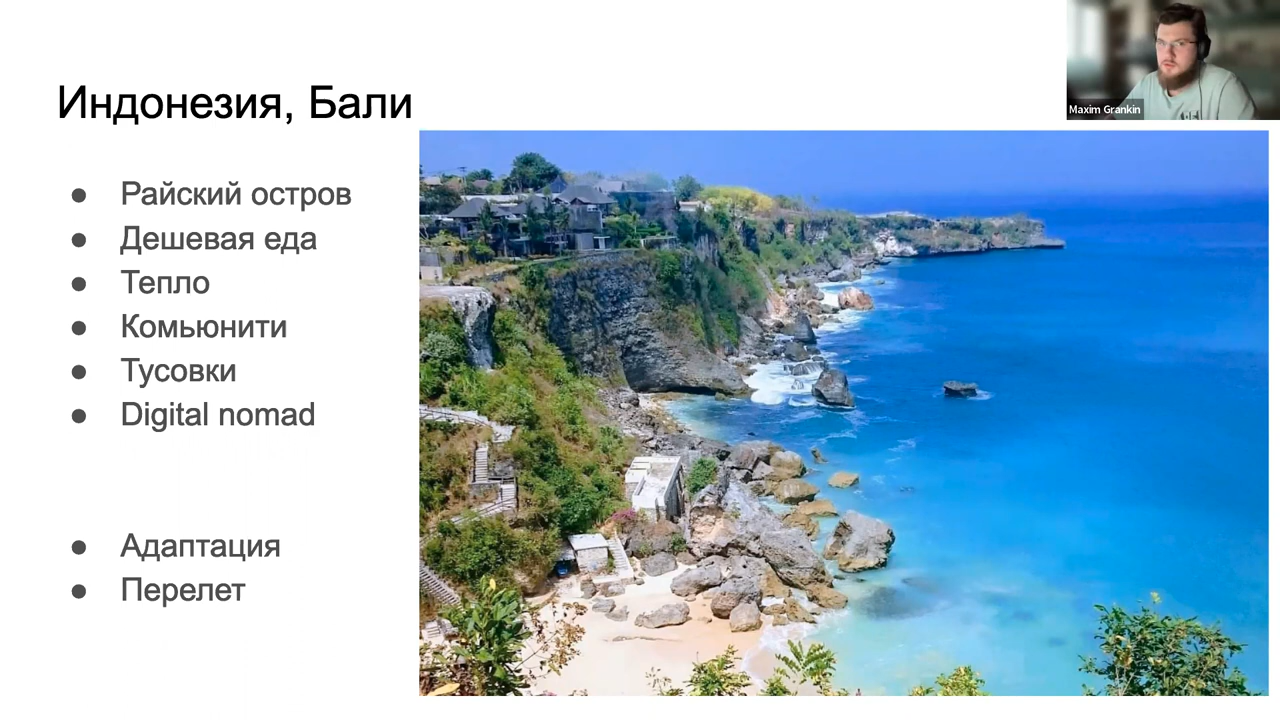 Индонезия, Бали
Maxim Grankin
● Райский остров
● Дешевая еда
● Тепло
● Комьюнити
● Тусовки
● Digital nomad
● Адаптация
● Перелет